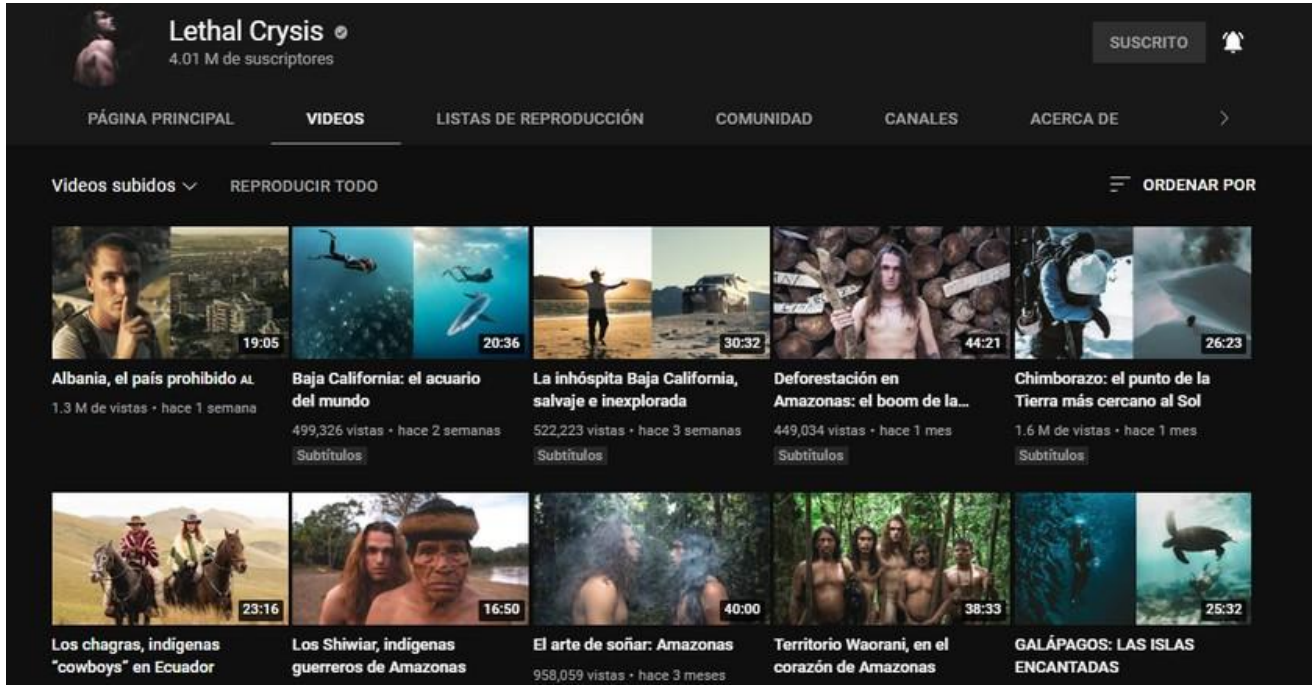 Lethal Crysis
4.01 M de suscriptores
SUSCRITO
PÁGINA PRINCIPAL VIDEOS LISTAS DE REPRODUCCIÓN COMUNIDAD CANALES ACERCA DE
Videos subidos REPRODUCIR TODO
ORDENAR POR
19:05
Albania, el país prohibido AL
1.3 M de vistas • hace 1 semana
20:36
Baja California: el acuario
del mundo
499,326 vistas • hace 2 semanas
Subtítulos
30:32
La inhóspita Baja California,
salvaje e inexplorada
522,223 vistas • hace 3 semanas
Subtítulos
44:21
Deforestación en
Amazonas: el boom de la...
449,034 vistas • hace 1 mes
Subtítulos
26:23
Chimborazo: el punto de la
Tierra más cercano al Sol
1.6 M de vistas • hace 1 mes
Subtítulos
23:16
Los chagras, indígenas
"cowboys" en Ecuador
16:50
Los Shiwiar, indígenas
guerreros de Amazonas
40:00
El arte de soñar: Amazonas
958,059 vistas • hace 3 meses
38:33
Territorio Waorani, en el
corazón de Amazonas
25:32
GALÁPAGOS: LAS ISLAS
ENCANTADAS